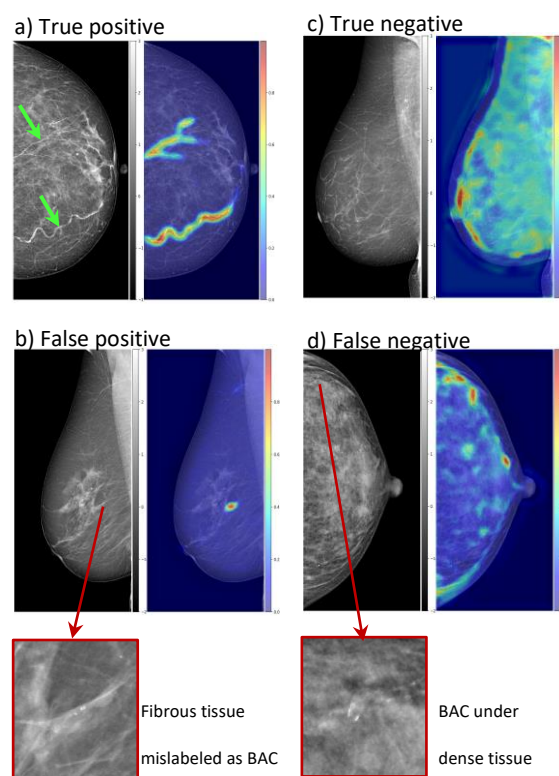 a) True positive
c) True negative
b) False positive
d) False negative
Fibrous tissue
mislabeled as BAC
BAC under
dense tissue